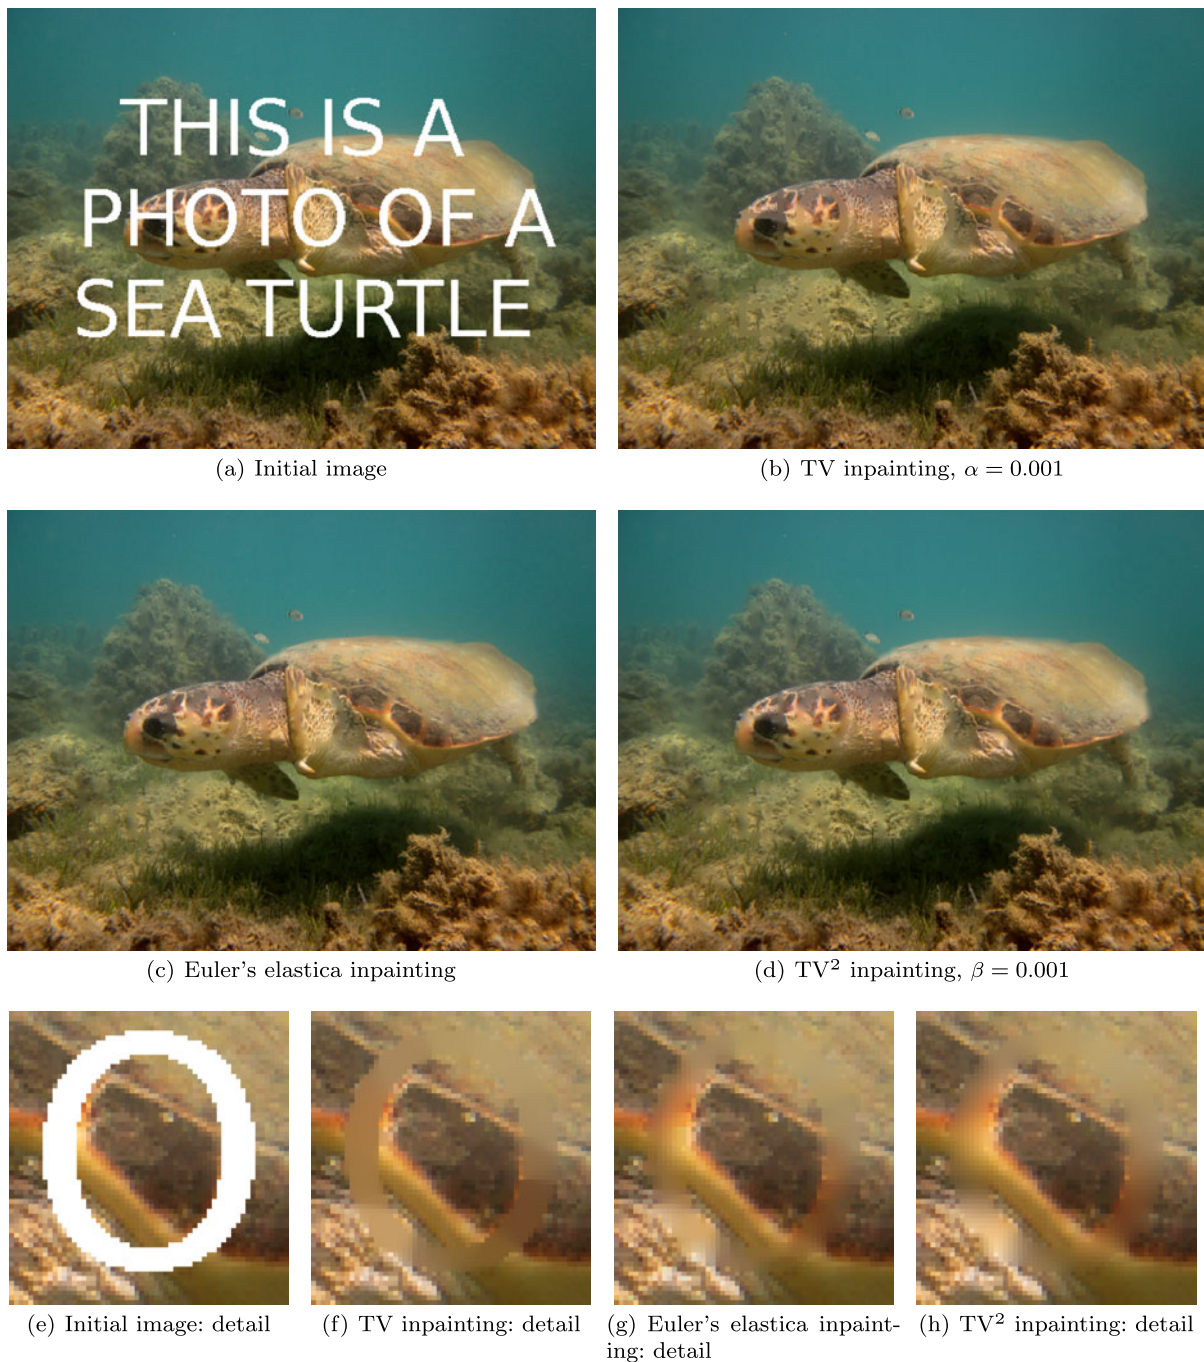 THIS IS A
PHOTO OF A
SEA TURTLE
(a) Initial image
(b) TV inpainting, α = 0.001
(c) Euler's elastica inpainting
(d) TV² inpainting, β = 0.001
O
(e) Initial image: detail
(f) TV inpainting: detail
(g) Euler's elastica inpaint-
ing: detail
(h) TV² inpainting: detail